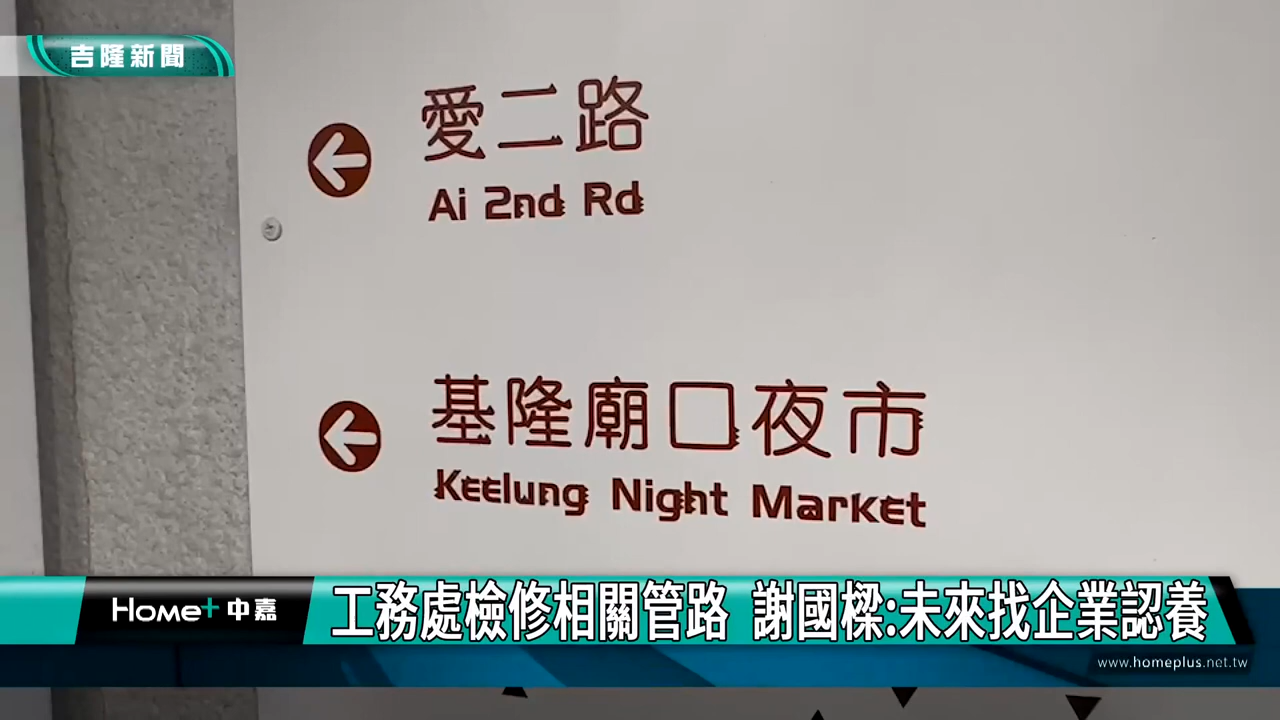 吉隆新聞
愛二路
Ai 2nd Rd
基隆廟口夜市
Keelung Night Market
Home+ 中嘉
工務處檢修相關管路 謝國樑:未來找企業認養
www.homeplus.net.tw